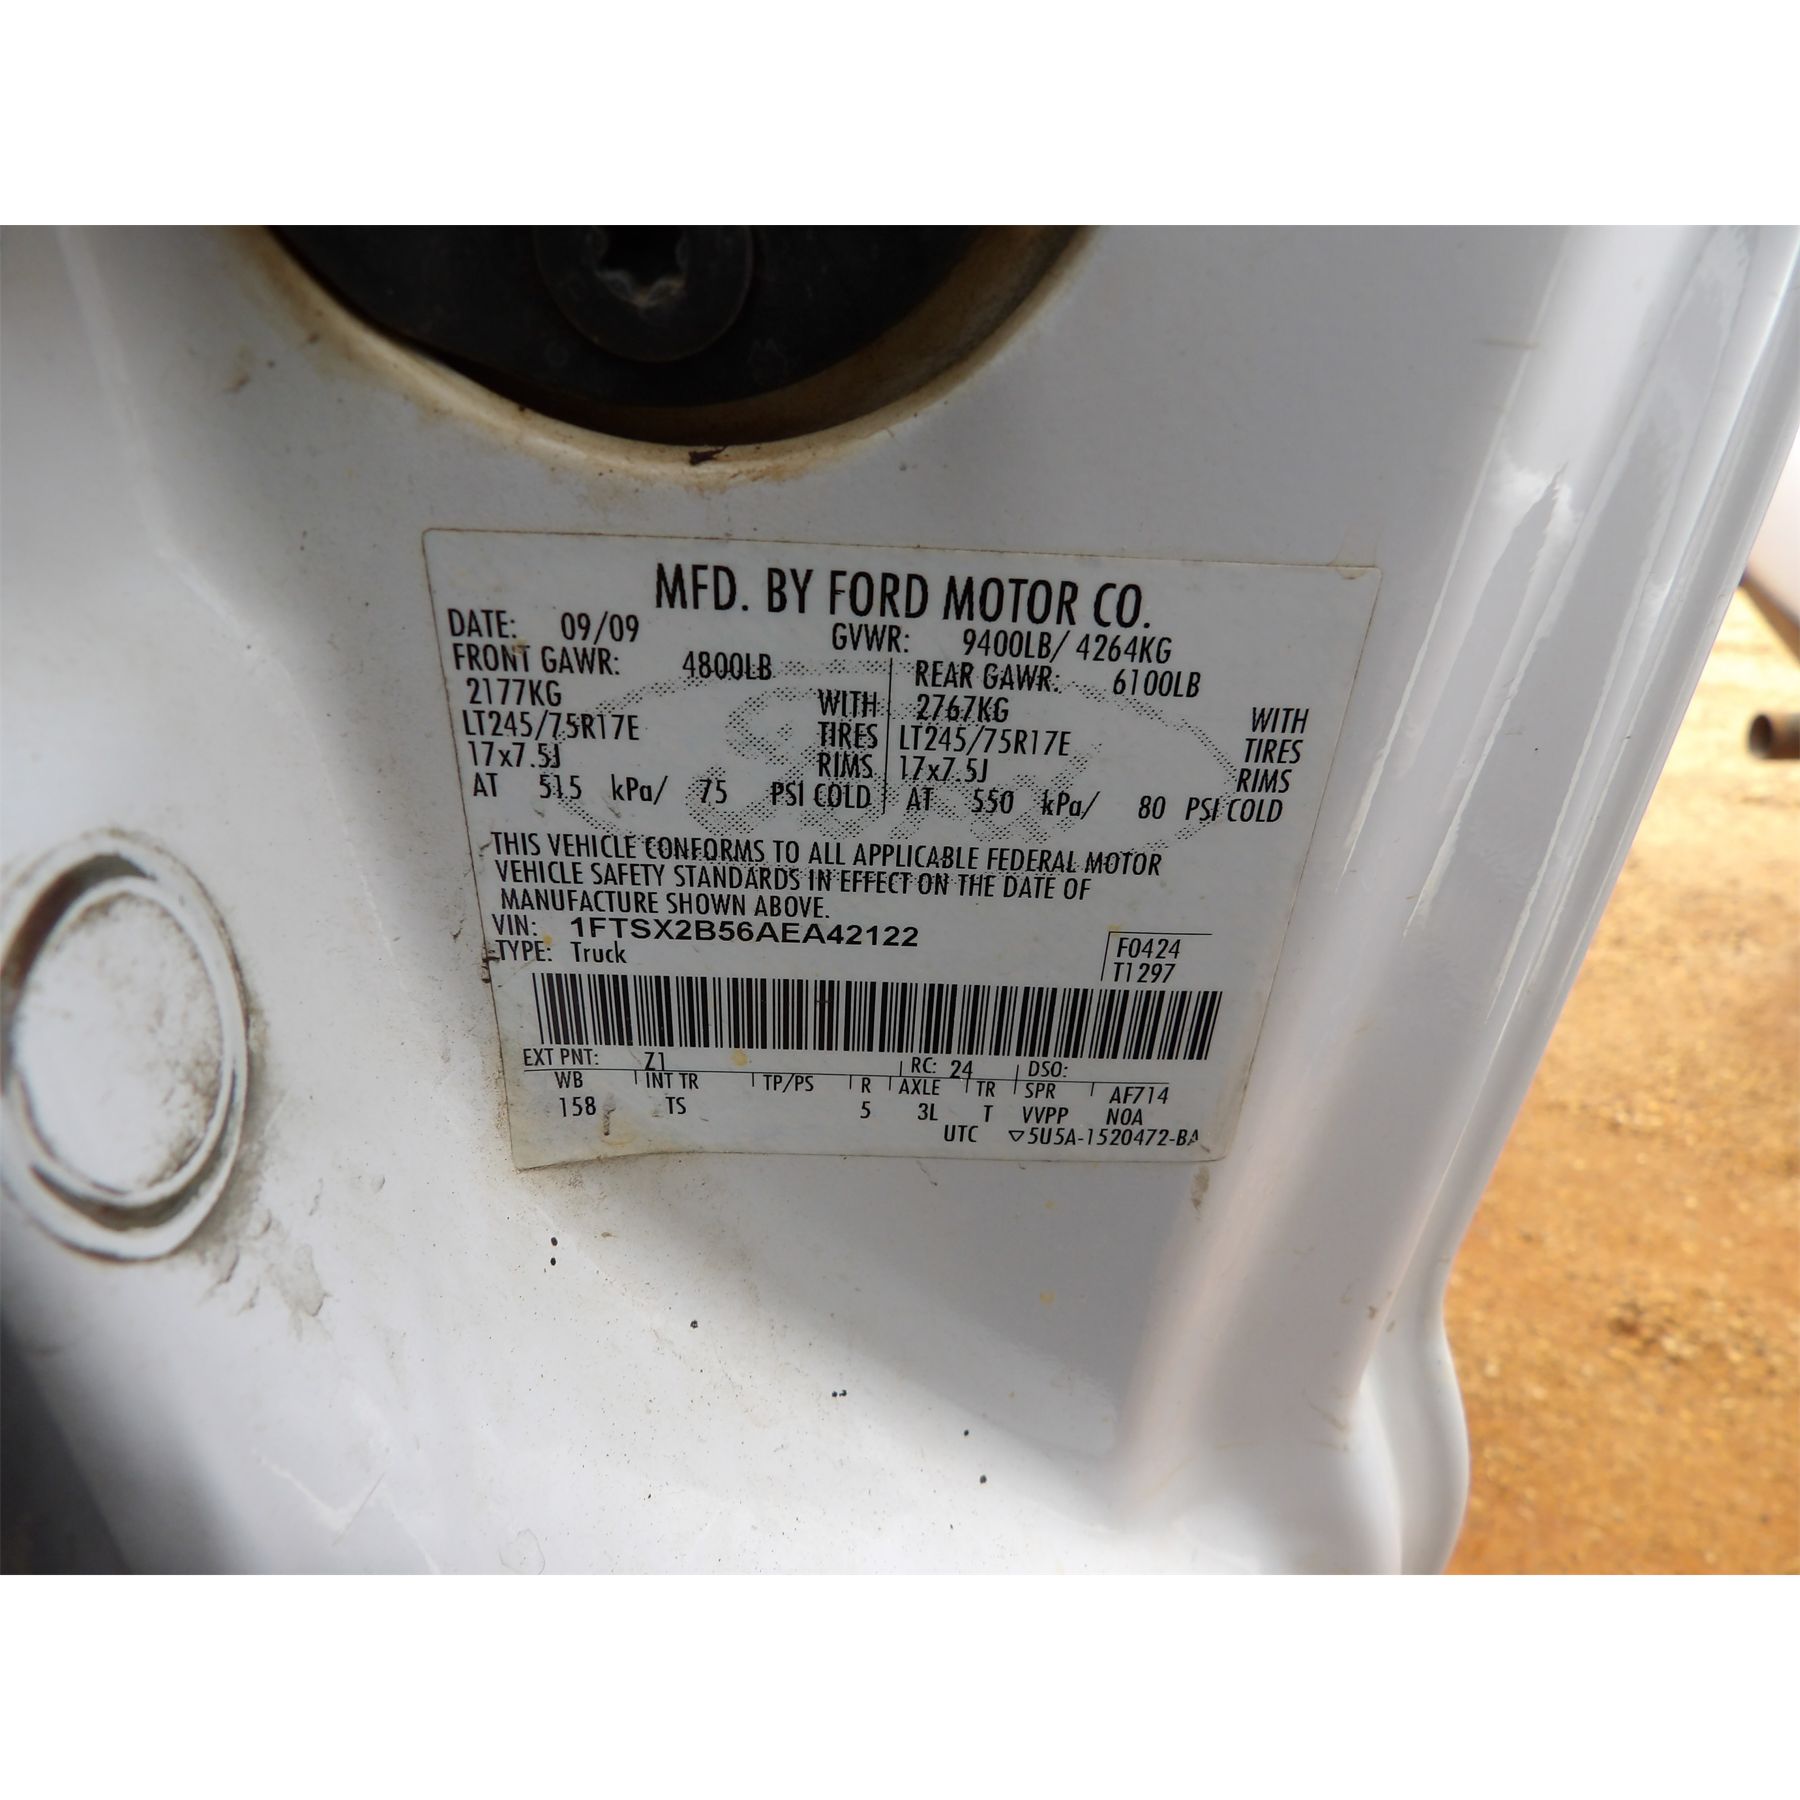 MFD. BY FORD MOTOR CO.
DATE: 09/09 GVWR: 9400LB/ 4264KG
FRONT GAWR: 4800LB REAR GAWR: 6100LB
2177KG WITH 2767KG WITH
LT245/75R17E TIRES LT245/75R17E TIRES
17x7.5J RIMS 17x7.5J RIMS
AT 515 kPa/ 75 PSI COLD AT 550 kPa/ 80 PSI COLD
THIS VEHICLE CONFORMS TO ALL APPLICABLE FEDERAL MOTOR
VEHICLE SAFETY STANDARDS IN EFFECT ON THE DATE OF
MANUFACTURE SHOWN ABOVE.
VIN: 1FTSX2B56AEA42122
TYPE: Truck
F0424
T1297
EXT PNT: Z1 RC: 24 DSO:
WB INT TR TP/PS R AXLE TR SPR AF714
158 TS 5 3L T VVPP NOA
UTC ▽5U5A-1520472-BA